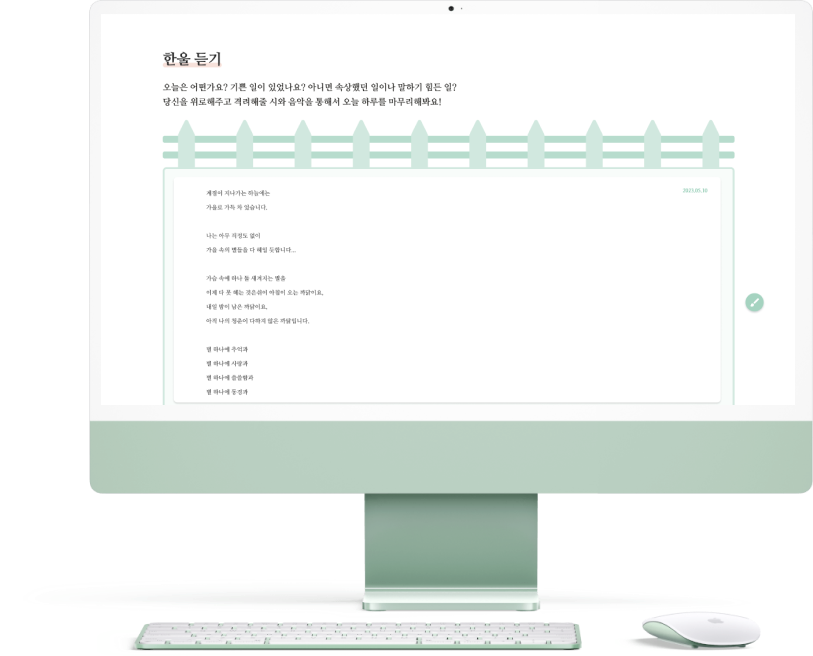 한울 듣기
오늘은 어떤가요? 기쁜 일이 있었나요? 아니면 속상했던 일이나 말하기 힘든 일?
당신을 위로해주고 격려해줄 시와 음악을 통해서 오늘 하루를 마무리해봐요!
2023.05.10
계절이 지나가는 하늘에는
가을로 가득 차 있습니다.
나는 아무 걱정도 없이
가을 속의 별들을 다 헤일 듯합니다...
가슴 속에 하나 둘 새겨지는 별을
이제 다 못 헤는 것은 쉬이 아침이 오는 까닭이요,
내일 밤이 남은 까닭이요,
아직 나의 청춘이 다하지 않은 까닭입니다.
별 하나에 추억과
별 하나에 사랑과
별 하나에 쓸쓸함과
별 하나에 동경과